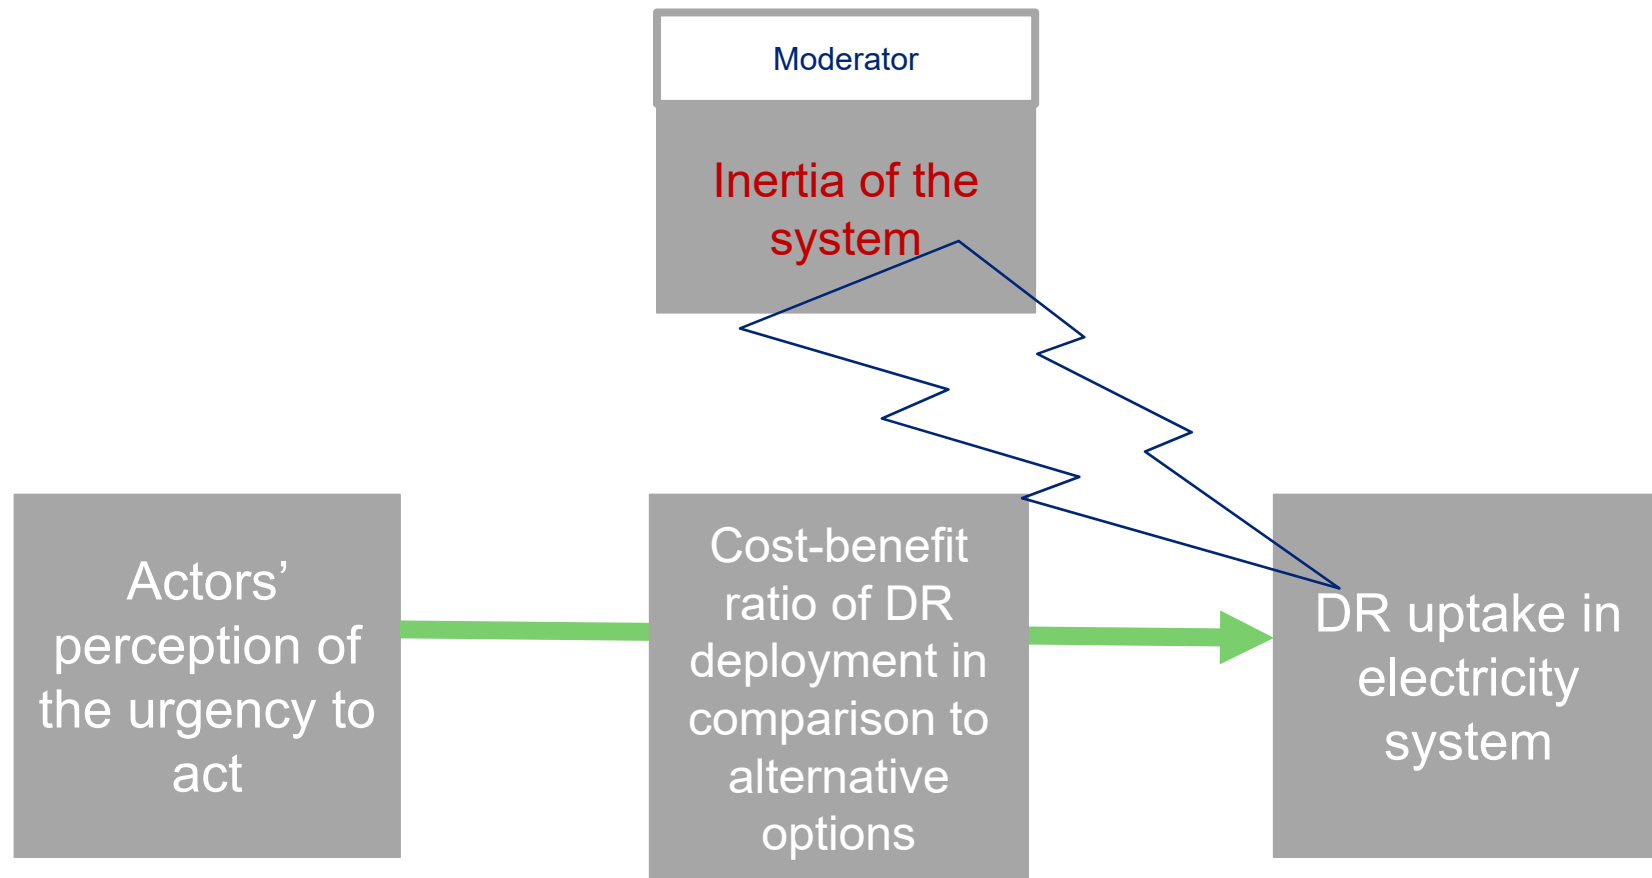 Moderator
Inertia of the
system
Actors’
perception of
the urgency to
act
Cost-benefit
ratio of DR
deployment in
comparison to
alternative
options
DR uptake in
electricity
system